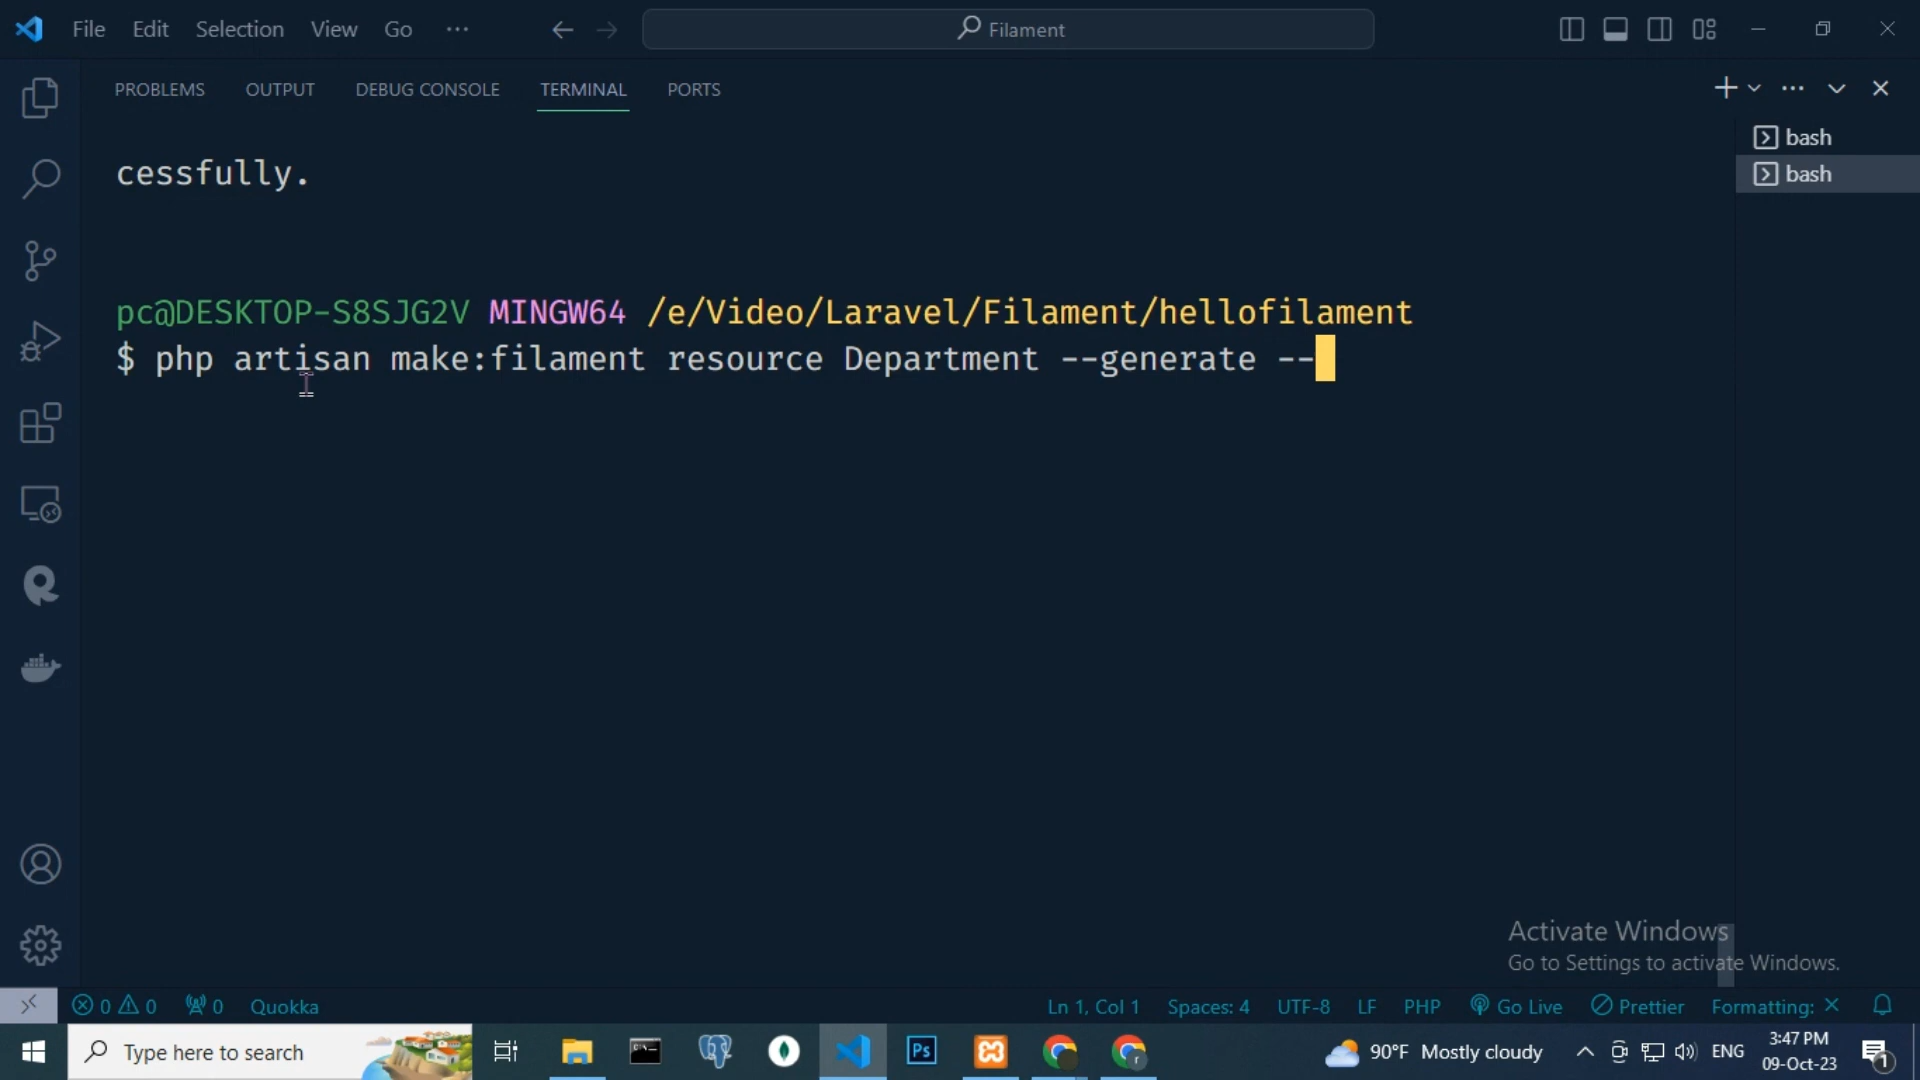 File Edit Selection View Go ··· Filament
PROBLEMS OUTPUT DEBUG CONSOLE TERMINAL PORTS
bash
bash
cessfully.
pc@DESKTOP-S8SJG2V MINGW64 /e/Video/Laravel/Filament/hellofilament
$ php artisan make:filament resource Department --generate --
Activate Windows
Go to Settings to activate Windows.
0 0 0 Quokka Ln 1, Col 1 Spaces: 4 UTF-8 LF PHP Go Live Prettier Formatting: ×
Type here to search Ps r 90°F Mostly cloudy ENG 3:47 PM 1
09-Oct-23